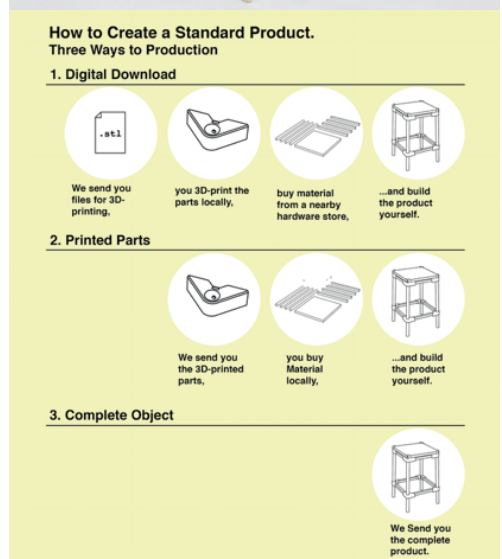 How to Create a Standard Product.
Three Ways to Production
1. Digital Download
.stl
We send you
files for 3D-
printing,
you 3D-print the
parts locally,
buy material
from a nearby
hardware store,
...and build
the product
yourself.
2. Printed Parts
We send you
the 3D-printed
parts,
you buy
Material
locally,
...and build
the product
yourself.
3. Complete Object
We Send you
the complete
product.